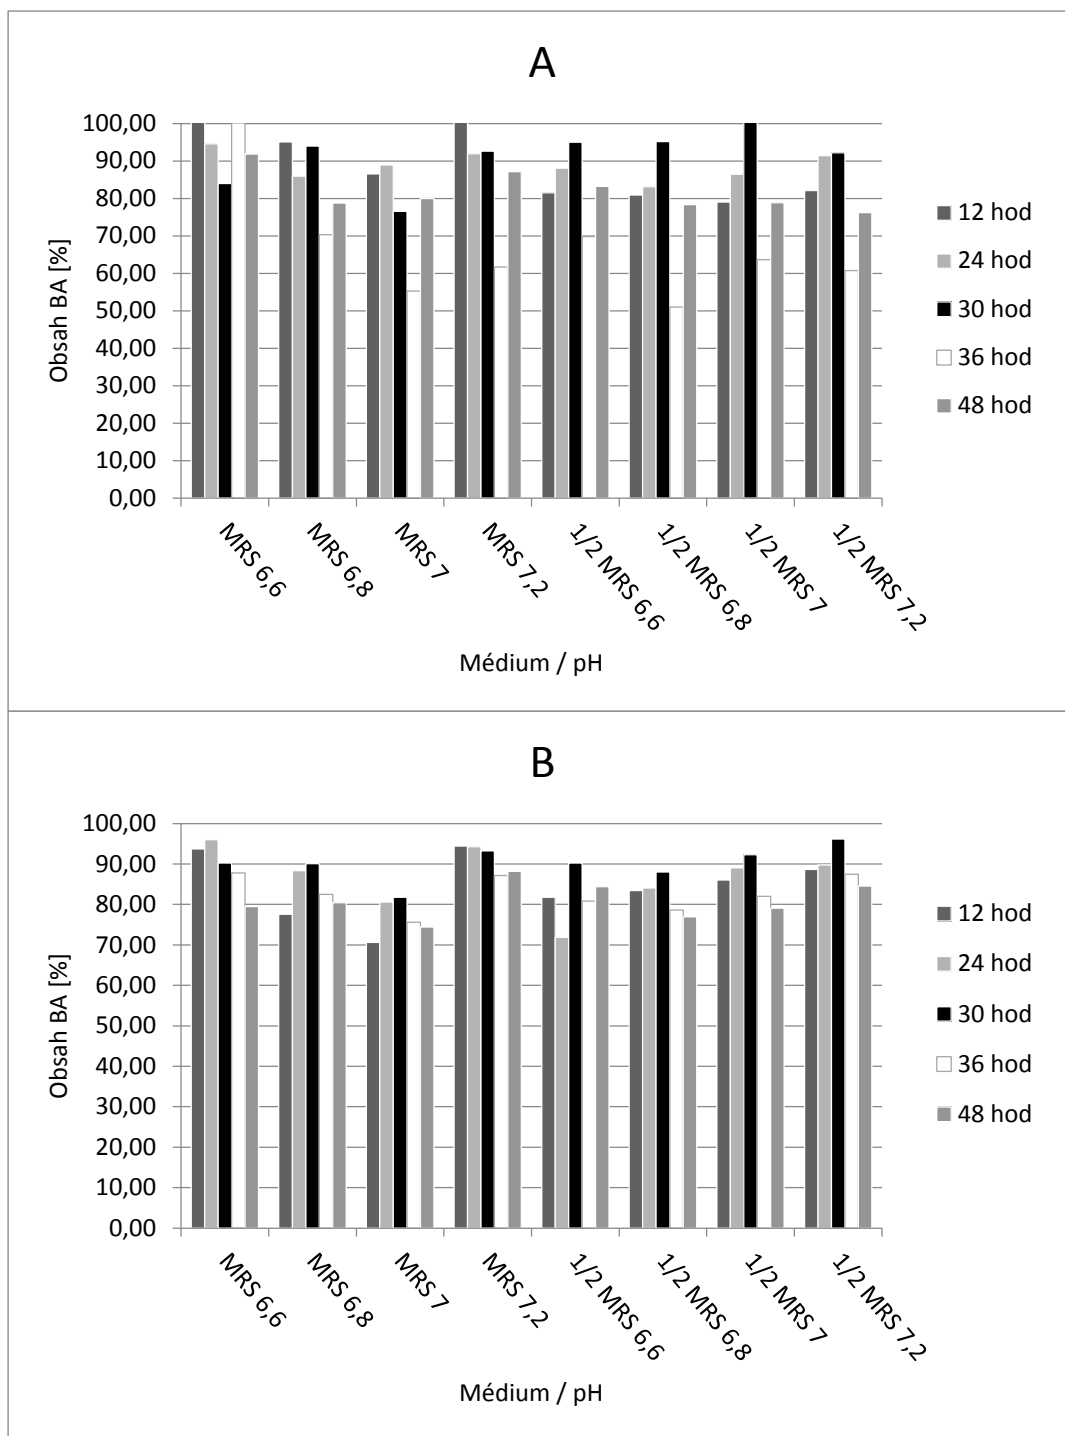 A
100,00
90,00
80,00
70,00
60,00
50,00
40,00
30,00
20,00
10,00
0,00
Obsah BA [%]
MRS 6,6
MRS 6,8
MRS 7
MRS 7,2
1/2 MRS 6,6
1/2 MRS 6,8
1/2 MRS 7
1/2 MRS 7,2
Médium / pH
12 hod
24 hod
30 hod
36 hod
48 hod
B
100,00
90,00
80,00
70,00
60,00
50,00
40,00
30,00
20,00
10,00
0,00
Obsah BA [%]
MRS 6,6
MRS 6,8
MRS 7
MRS 7,2
1/2 MRS 6,6
1/2 MRS 6,8
1/2 MRS 7
1/2 MRS 7,2
Médium / pH
12 hod
24 hod
30 hod
36 hod
48 hod